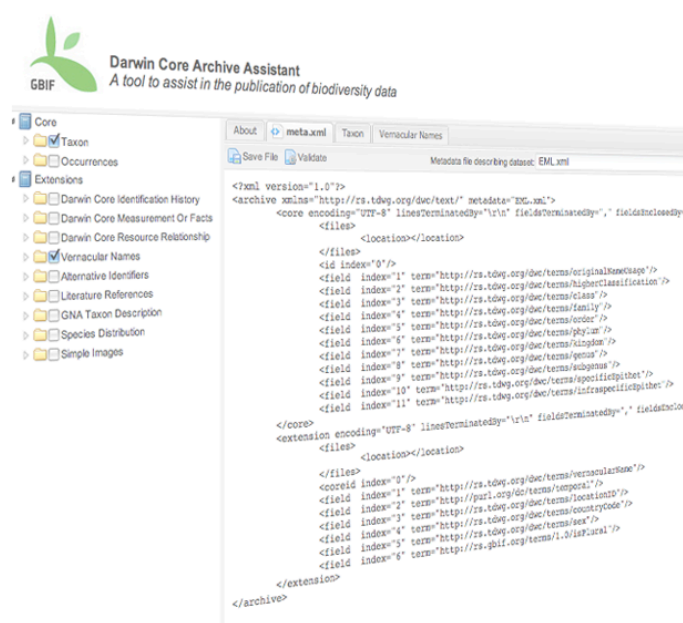 GBIF
Darwin Core Archive Assistant
A tool to assist in the publication of biodiversity data
Core
Taxon
Occurrences
Extensions
Darwin Core Identification History
Darwin Core Measurement Or Facts
Darwin Core Resource Relationship
Vernacular Names
Alternative Identifiers
Literature References
GNA Taxon Description
Species Distribution
Simple Images
About meta.xml Taxon Vernacular Names
Save File Validate Metadata file describing dataset: EML.xml
<?xml version="1.0"?>
<archive xmlns="http://rs.tdwg.org/dwc/text/" metadata="EML.xml">
<core encoding="UTF-8" linesTerminatedBy="\r\n" fieldsTerminatedBy="," fieldsEnclosedBy=
<files>
<location></location>
</files>
<id index="0"/>
<field index="1" term="http://rs.tdwg.org/dwc/terms/originalNameUsage"/>
<field index="2" term="http://rs.tdwg.org/dwc/terms/higherClassification"/>
<field index="3" term="http://rs.tdwg.org/dwc/terms/class"/>
<field index="4" term="http://rs.tdwg.org/dwc/terms/family"/>
<field index="5" term="http://rs.tdwg.org/dwc/terms/order"/>
<field index="6" term="http://rs.tdwg.org/dwc/terms/phylum"/>
<field index="7" term="http://rs.tdwg.org/dwc/terms/kingdom"/>
<field index="8" term="http://rs.tdwg.org/dwc/terms/genus"/>
<field index="9" term="http://rs.tdwg.org/dwc/terms/subgenus"/>
<field index="10" term="http://rs.tdwg.org/dwc/terms/specificEpithet"/>
<field index="11" term="http://rs.tdwg.org/dwc/terms/infraspecificEpithet"/>
</core>
<extension encoding="UTF-8" linesTerminatedBy="\r\n" fieldsTerminatedBy="," fieldsEnclo
<files>
<location></location>
</files>
<coreid index="0"/>
<field index="1" term="http://rs.tdwg.org/dwc/terms/vernacularName"/>
<field index="2" term="http://purl.org/dc/terms/temporal"/>
<field index="3" term="http://rs.tdwg.org/dwc/terms/locationID"/>
<field index="4" term="http://rs.tdwg.org/dwc/terms/countryCode"/>
<field index="5" term="http://rs.tdwg.org/dwc/terms/sex"/>
<field index="6" term="http://rs.gbif.org/terms/1.0/isPlural"/>
</extension>
</archive>